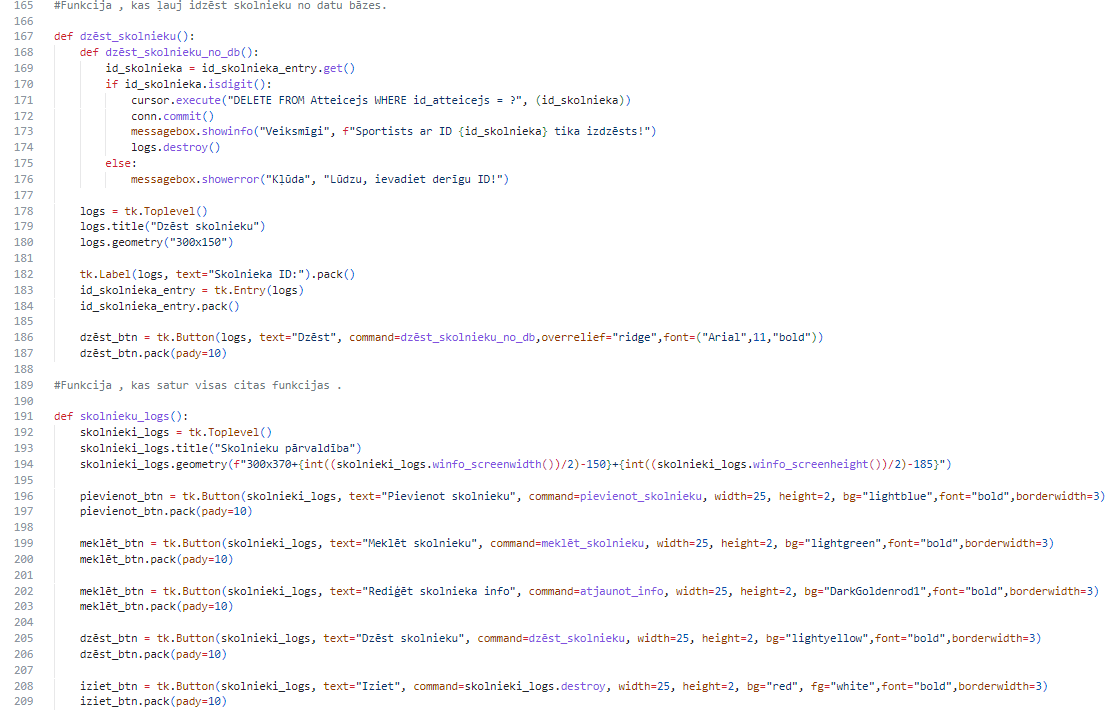 165 #Funkcija , kas ļauj idzēst skolnieku no datu bāzes.
166
167 def dzēst_skolnieku():
168     def dzēst_skolnieku_no_db():
169         id_skolnieka = id_skolnieka_entry.get()
170         if id_skolnieka.isdigit():
171             cursor.execute("DELETE FROM Atteicejs WHERE id_atteicejs = ?", (id_skolnieka))
172             conn.commit()
173             messagebox.showinfo("Veiksmīgi", f"Sportists ar ID {id_skolnieka} tika izdzēsts!")
174             logs.destroy()
175         else:
176             messagebox.showerror("Kļūda", "Lūdzu, ievadiet derīgu ID!")
177
178     logs = tk.Toplevel()
179     logs.title("Dzēst skolnieku")
180     logs.geometry("300x150")
181
182     tk.Label(logs, text="Skolnieka ID:").pack()
183     id_skolnieka_entry = tk.Entry(logs)
184     id_skolnieka_entry.pack()
185
186     dzēst_btn = tk.Button(logs, text="Dzēst", command=dzēst_skolnieku_no_db,overrelief="ridge",font=("Arial",11,"bold"))
187     dzēst_btn.pack(pady=10)
188
189 #Funkcija , kas satur visas citas funkcijas .
190
191 def skolnieku_logs():
192     skolnieki_logs = tk.Toplevel()
193     skolnieki_logs.title("Skolnieku pārvaldība")
194     skolnieki_logs.geometry(f"300x370+{int((skolnieki_logs.winfo_screenwidth())/2)-150}+{int((skolnieki_logs.winfo_screenheight())/2)-185}")
195
196     pievienot_btn = tk.Button(skolnieki_logs, text="Pievienot skolnieku", command=pievienot_skolnieku, width=25, height=2, bg="lightblue",font="bold",borderwidth=3)
197     pievienot_btn.pack(pady=10)
198
199     meklēt_btn = tk.Button(skolnieki_logs, text="Meklēt skolnieku", command=meklēt_skolnieku, width=25, height=2, bg="lightgreen",font="bold",borderwidth=3)
200     meklēt_btn.pack(pady=10)
201
202     meklēt_btn = tk.Button(skolnieki_logs, text="Rediģēt skolnieka info", command=atjaunot_info, width=25, height=2, bg="DarkGoldenrod1",font="bold",borderwidth=3)
203     meklēt_btn.pack(pady=10)
204
205     dzēst_btn = tk.Button(skolnieki_logs, text="Dzēst skolnieku", command=dzēst_skolnieku, width=25, height=2, bg="lightyellow",font="bold",borderwidth=3)
206     dzēst_btn.pack(pady=10)
207
208     iziet_btn = tk.Button(skolnieki_logs, text="Iziet", command=skolnieki_logs.destroy, width=25, height=2, bg="red", fg="white",font="bold",borderwidth=3)
209     iziet_btn.pack(pady=10)